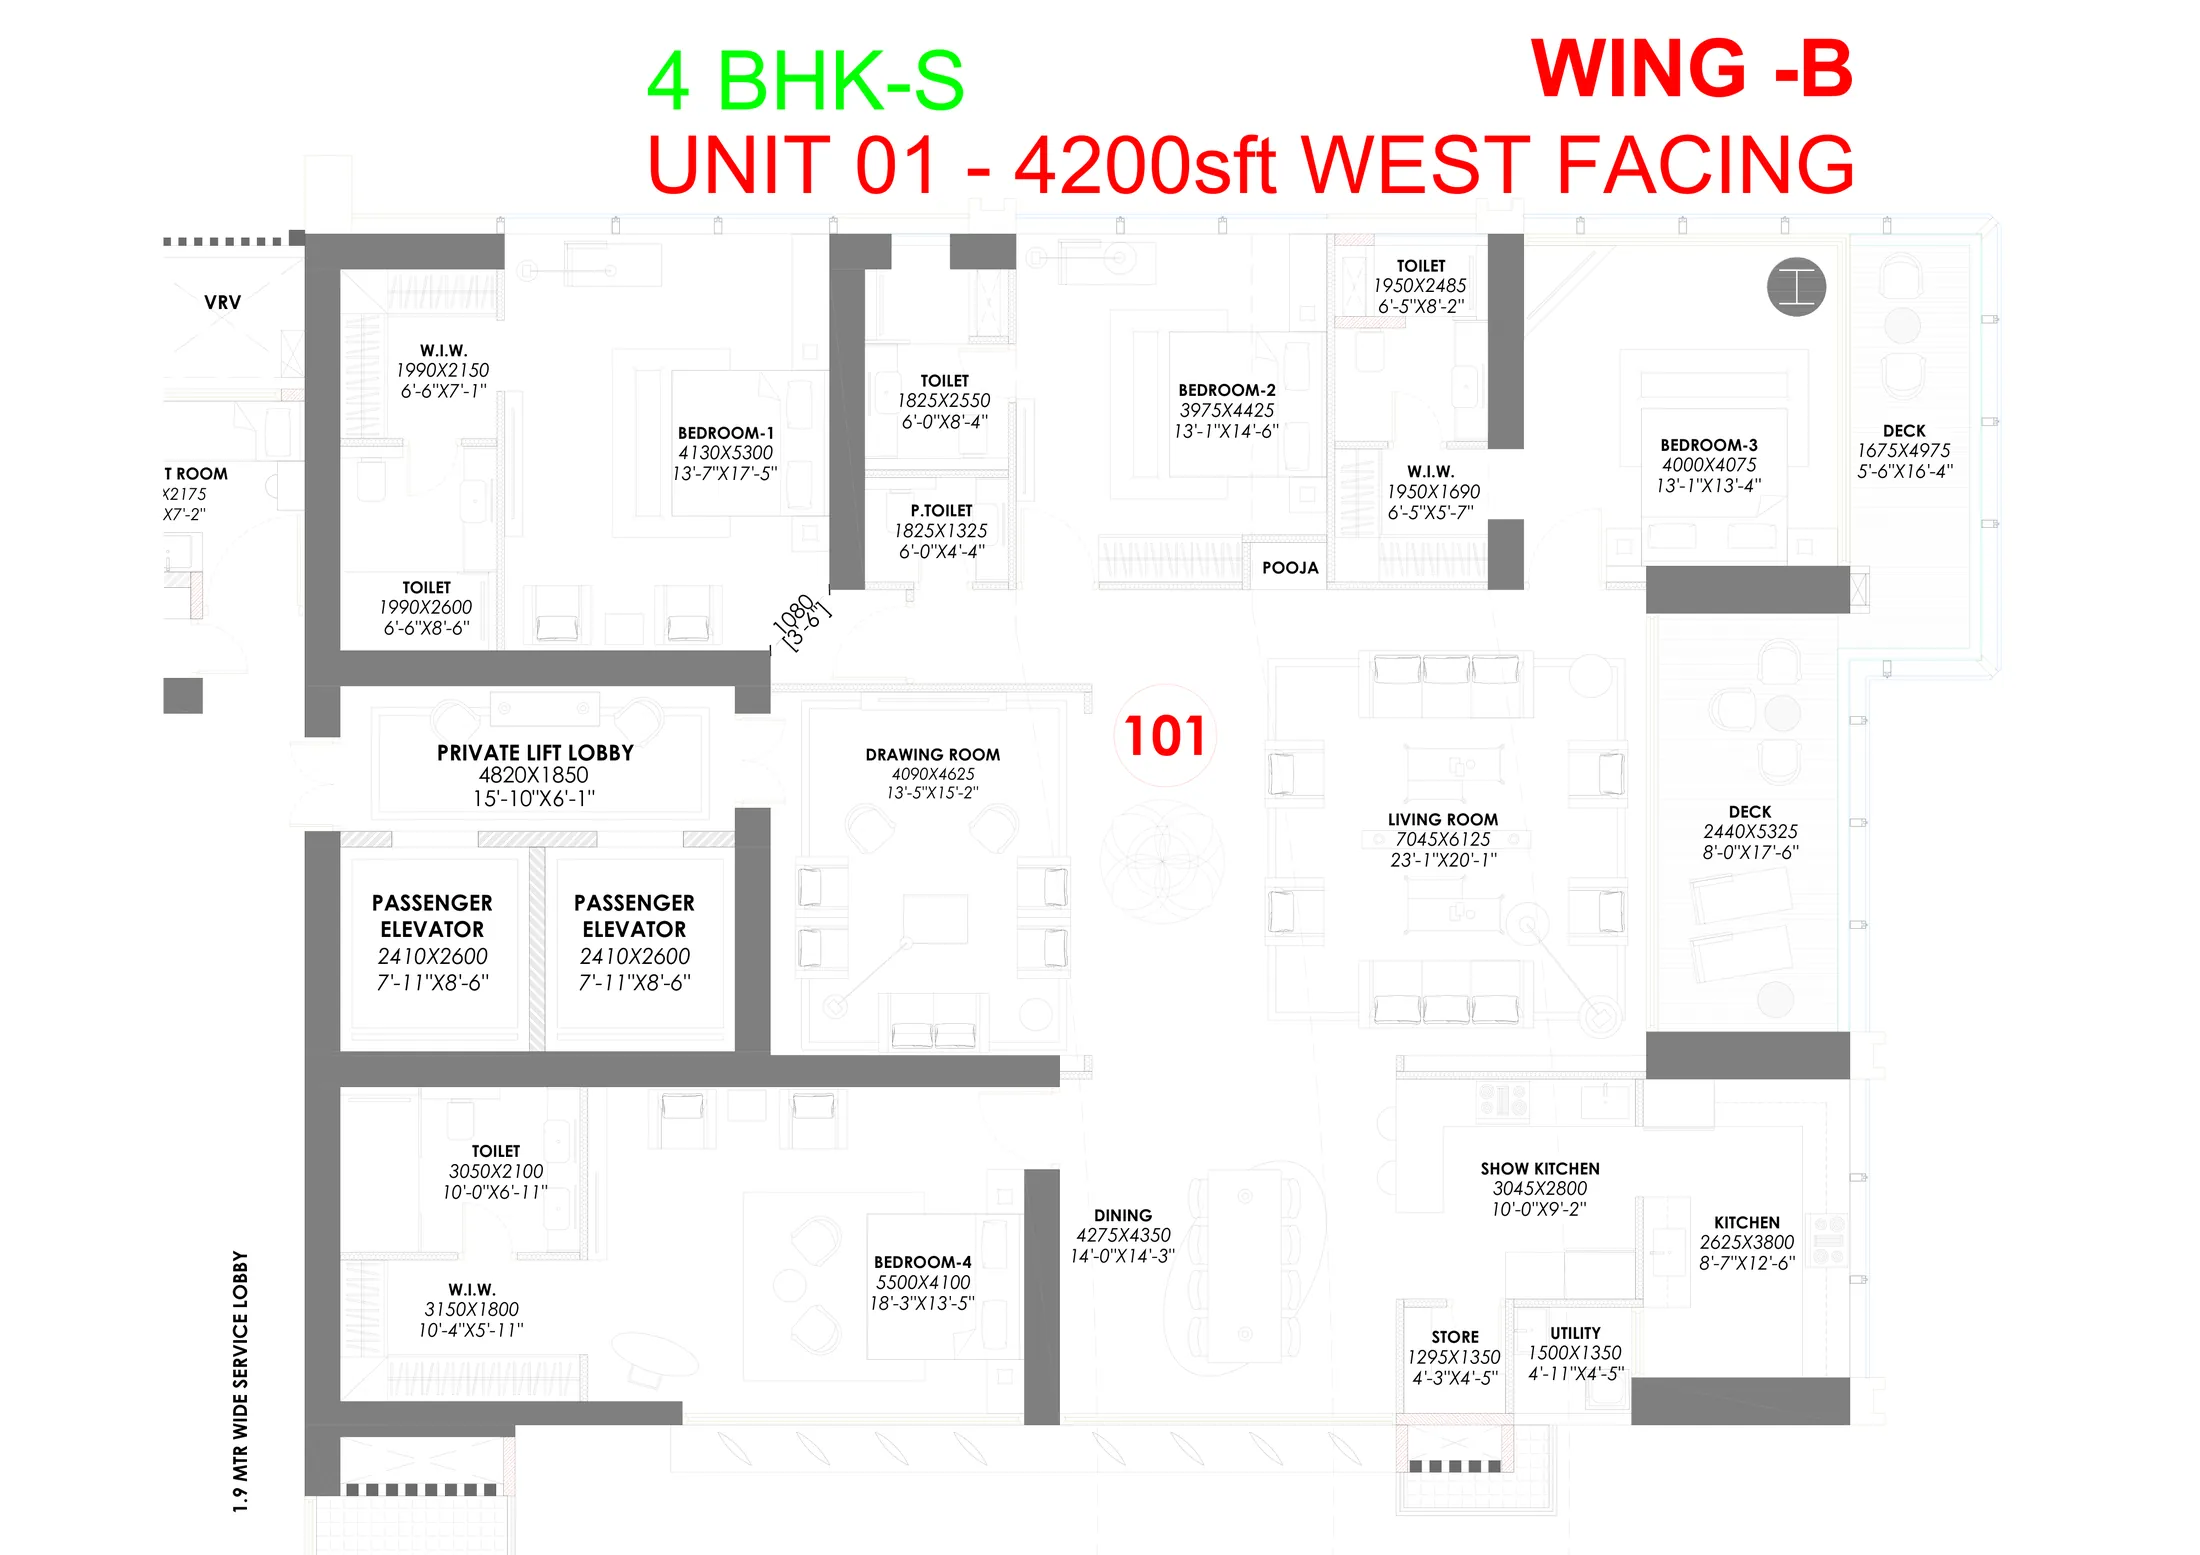 4 BHK-S
WING -B
UNIT 01 - 4200sft WEST FACING
VRV
T ROOM
X2175
X7'-2"
W.I.W.
1990X2150
6'-6"X7'-1"
TOILET
1990X2600
6'-6"X8'-6"
BEDROOM-1
4130X5300
13'-7"X17'-5"
1080
[3'-6"]
TOILET
1825X2550
6'-0"X8'-4"
P.TOILET
1825X1325
6'-0"X4'-4"
BEDROOM-2
3975X4425
13'-1"X14'-6"
POOJA
TOILET
1950X2485
6'-5"X8'-2"
W.I.W.
1950X1690
6'-5"X5'-7"
BEDROOM-3
4000X4075
13'-1"X13'-4"
DECK
1675X4975
5'-6"X16'-4"
PRIVATE LIFT LOBBY
4820X1850
15'-10"X6'-1"
PASSENGER
ELEVATOR
2410X2600
7'-11"X8'-6"
PASSENGER
ELEVATOR
2410X2600
7'-11"X8'-6"
DRAWING ROOM
4090X4625
13'-5"X15'-2"
101
LIVING ROOM
7045X6125
23'-1"X20'-1"
DECK
2440X5325
8'-0"X17'-6"
TOILET
3050X2100
10'-0"X6'-11"
W.I.W.
3150X1800
10'-4"X5'-11"
BEDROOM-4
5500X4100
18'-3"X13'-5"
DINING
4275X4350
14'-0"X14'-3"
SHOW KITCHEN
3045X2800
10'-0"X9'-2"
KITCHEN
2625X3800
8'-7"X12'-6"
STORE
1295X1350
4'-3"X4'-5"
UTILITY
1500X1350
4'-11"X4'-5"
1.9 MTR WIDE SERVICE LOBBY